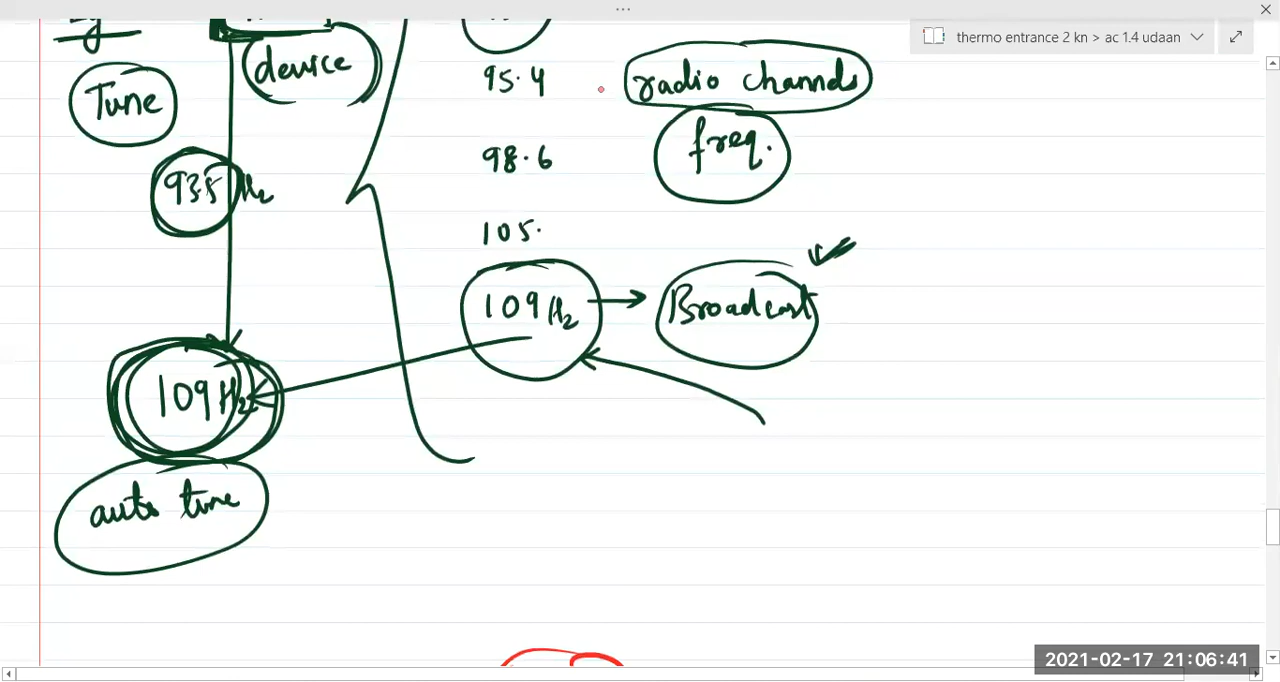 thermo entrance 2 kn > ac 1.4 udaan
device
95.4
radio channels
Tune
freq.
98.6
93.5 Hz
105.
109 Hz
Broadcast
109 Hz
auto tune
2021-02-17 21:06:41